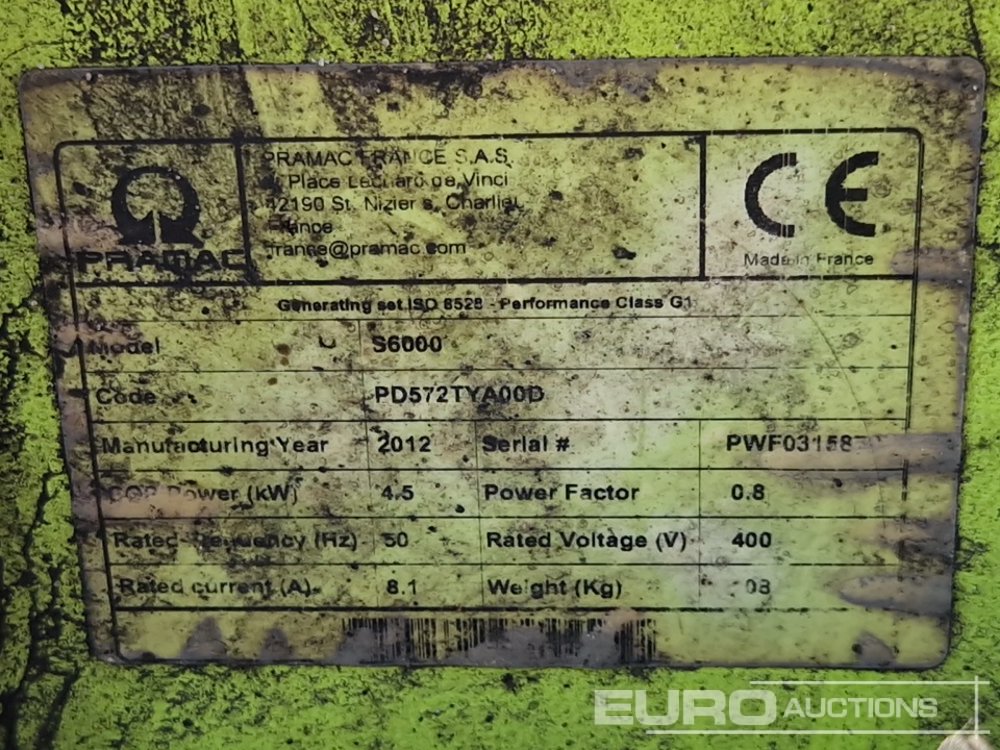 PRAMAC
PRAMAC FRANCE S.A.S.
Place Leonard de Vinci
42190 St. Nizier s. Charlieu
France
france@pramac.com
CE
Made in France
Generating set ISO 8528 - Performance Class G1
Model S6000
Code PD572TYA00D
Manufacturing Year 2012 Serial #
COP Power (kW) 4.5 Power Factor 0.8
Rated frequency (Hz) 50 Rated Voltage (V) 400
Rated current (A) 8.1 Weight (Kg)
EURO AUCTIONS